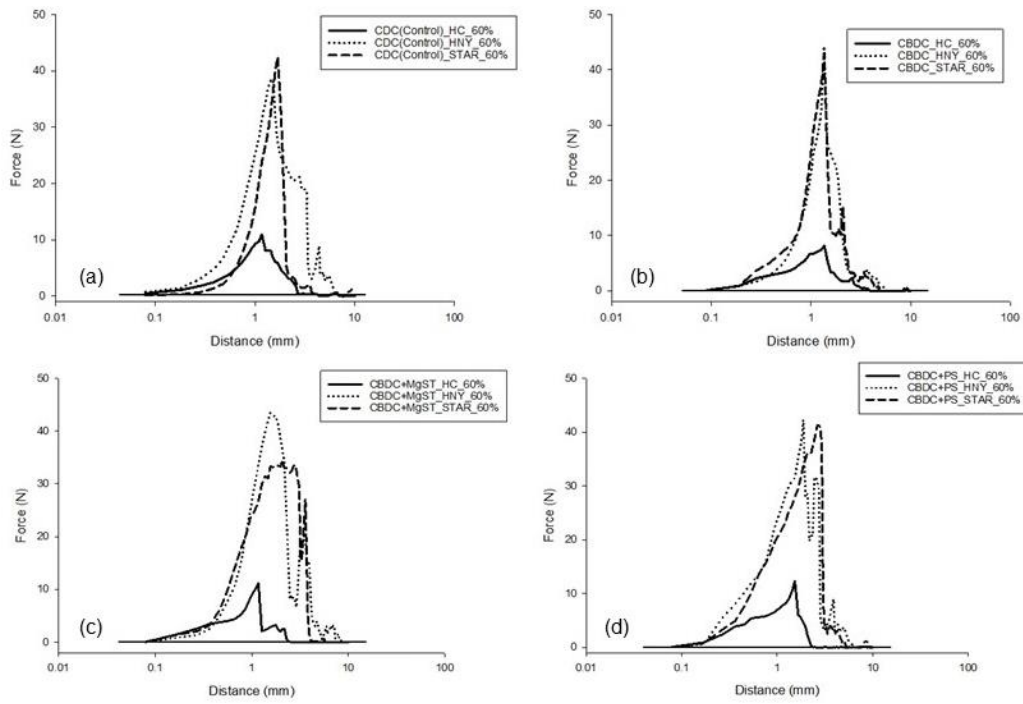 50
40
30
20
10
0
Force (N)
CDC(Control)_HC_60%
CDC(Control)_HNY_60%
CDC(Control)_STAR_60%
(a)
0.01 0.1 1 10 100
Distance (mm)
50
40
30
20
10
0
Force (N)
CBDC_HC_60%
CBDC_HNY_60%
CBDC_STAR_60%
(b)
0.01 0.1 1 10 100
Distance (mm)
50
40
30
20
10
0
Force (N)
CBDC+MgST_HC_60%
CBDC+MgST_HNY_60%
CBDC+MgST_STAR_60%
(c)
0.01 0.1 1 10 100
Distance (mm)
50
40
30
20
10
0
Force (N)
CBDC+PS_HC_60%
CBDC+PS_HNY_60%
CBDC+PS_STAR_60%
(d)
0.01 0.1 1 10 100
Distance (mm)